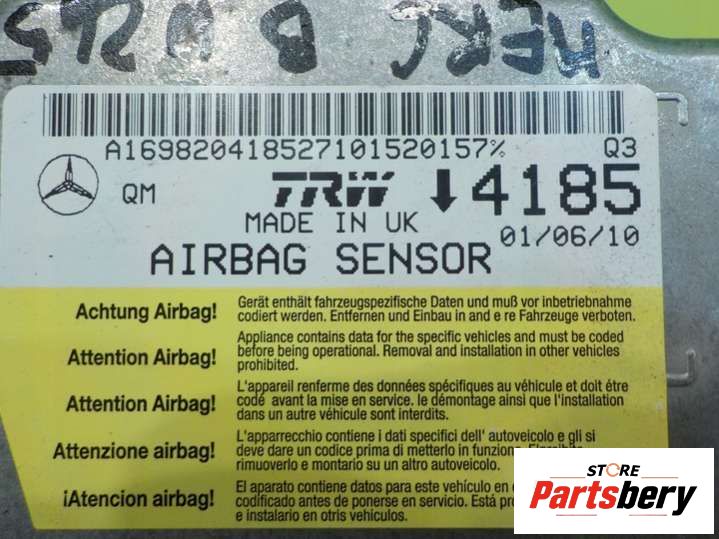 MERC B
A169820418527101520157%
Q3
QM
TRW
4185
MADE IN UK
01/06/10
AIRBAG SENSOR
Achtung Airbag!
Gerät enthält fahrzeugspezifische Daten und muß vor inbetriebnahme
codiert werden. Entfernen und Einbau in and e re Fahrzeuge verboten.
Attention Airbag!
Appliance contains data for the specific vehicles and must be coded
before being operational. Removal and installation in other vehicles
prohibited.
Attention Airbag!
L'appareil renferme des données spécifiques au véhicule et doit être
codé avant la mise en service. le démontage ainsi que l'installation
dans un autre véhicule sont interdits.
Attenzione airbag!
L'apparrecchio contiene i dati specifici dell' autoveicolo e gli si
deve dare un codice prima di metterlo in funzione.
rimuoverlo e montario su un altro autoveicolo.
¡Atencion airbag!
El aparato contiene datos para este vehículo en
codificado antes de ponerse en servicio. Está
e instalario en otris vehículos.
STORE
Partsbery